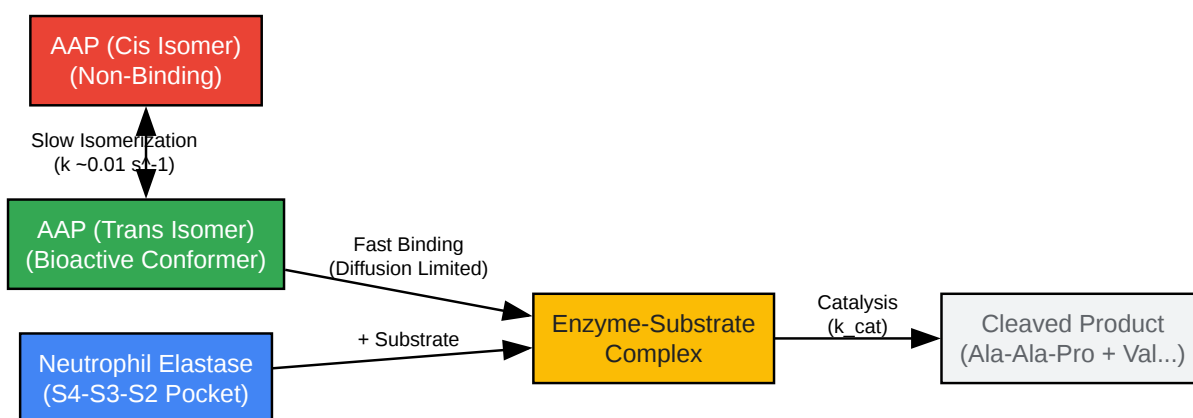 AAP (Cis Isomer)
(Non-Binding)
Slow Isomerization
(k ~0.01 s^-1)
AAP (Trans Isomer)
(Bioactive Conformer)
Fast Binding
(Diffusion Limited)
Neutrophil Elastase
(S4-S3-S2 Pocket)
+ Substrate
Enzyme-Substrate
Complex
Catalysis
(k_cat)
Cleaved Product
(Ala-Ala-Pro + Val...)